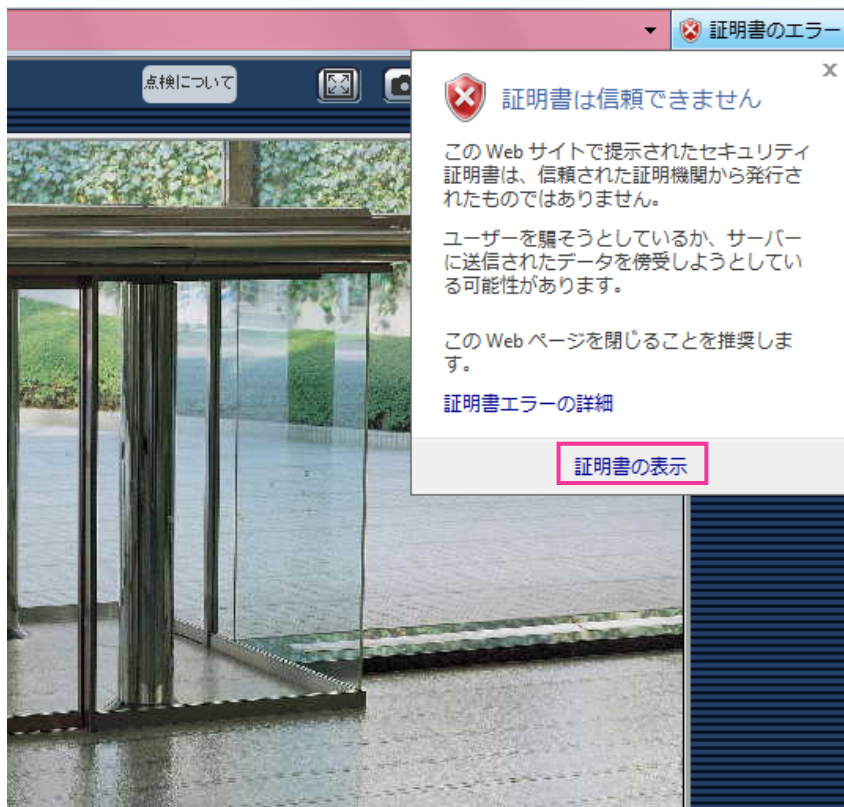 証明書のエラー
点検について
証明書は信頼できません
この Web サイトで提示されたセキュリティ
証明書は、信頼された証明機関から発行さ
れたものではありません。
ユーザーを騙そうとしているか、サーバー
に送信されたデータを傍受しようとしてい
る可能性があります。
この Web ページを閉じることを推奨しま
す。
証明書エラーの詳細
証明書の表示